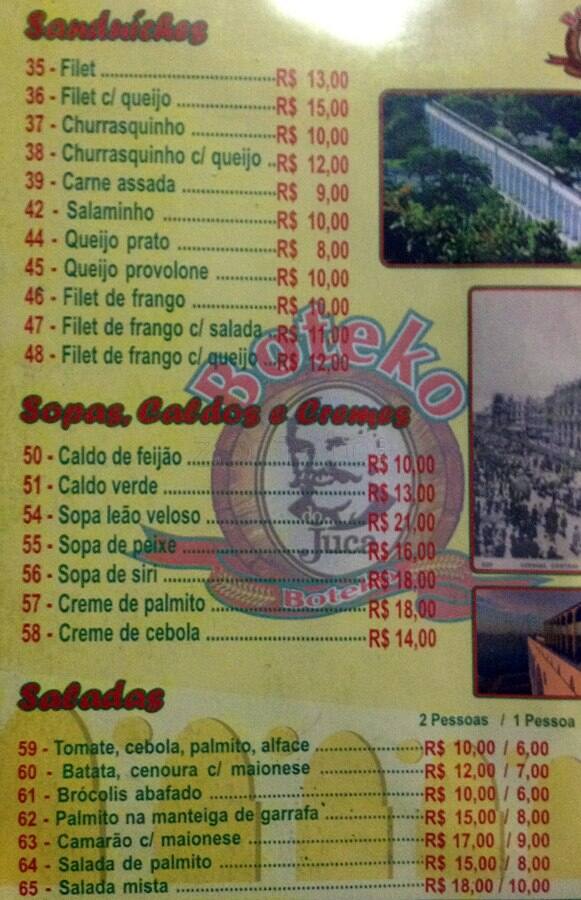 Sanduíches
35 - Filet ........ R$ 13,00
36 - Filet c/ queijo ........ R$ 15,00
37 - Churrasquinho ........ R$ 10,00
38 - Churrasquinho c/ queijo .. R$ 12,00
39 - Carne assada ........ R$ 9,00
42 - Salaminho ........ R$ 10,00
44 - Queijo prato ........ R$ 8,00
45 - Queijo provolone ........ R$ 10,00
46 - Filet de frango ........ R$ 10,00
47 - Filet de frango c/ salada .. R$ 11,00
48 - Filet de frango c/ queijo ... R$ 12,00
Boteko
do
Juca
Boteko
Sopas, Caldos e Cremes
50 - Caldo de feijão ........ R$ 10,00
51 - Caldo verde ........ R$ 13,00
54 - Sopa leão veloso ........ R$ 21,00
55 - Sopa de peixe ........ R$ 16,00
56 - Sopa de siri ........ R$ 18,00
57 - Creme de palmito ........ R$ 18,00
58 - Creme de cebola ........ R$ 14,00
Saladas
2 Pessoas / 1 Pessoa
59 - Tomate, cebola, palmito, alface ........ R$ 10,00 / 6,00
60 - Batata, cenoura c/ maionese ........ R$ 12,00 / 7,00
61 - Brócolis abafado ........ R$ 10,00 / 6,00
62 - Palmito na manteiga de garrafa ........ R$ 15,00 / 8,00
63 - Camarão c/ maionese ........ R$ 17,00 / 9,00
64 - Salada de palmito ........ R$ 15,00 / 8,00
65 - Salada mista ........ R$ 18,00 / 10,00